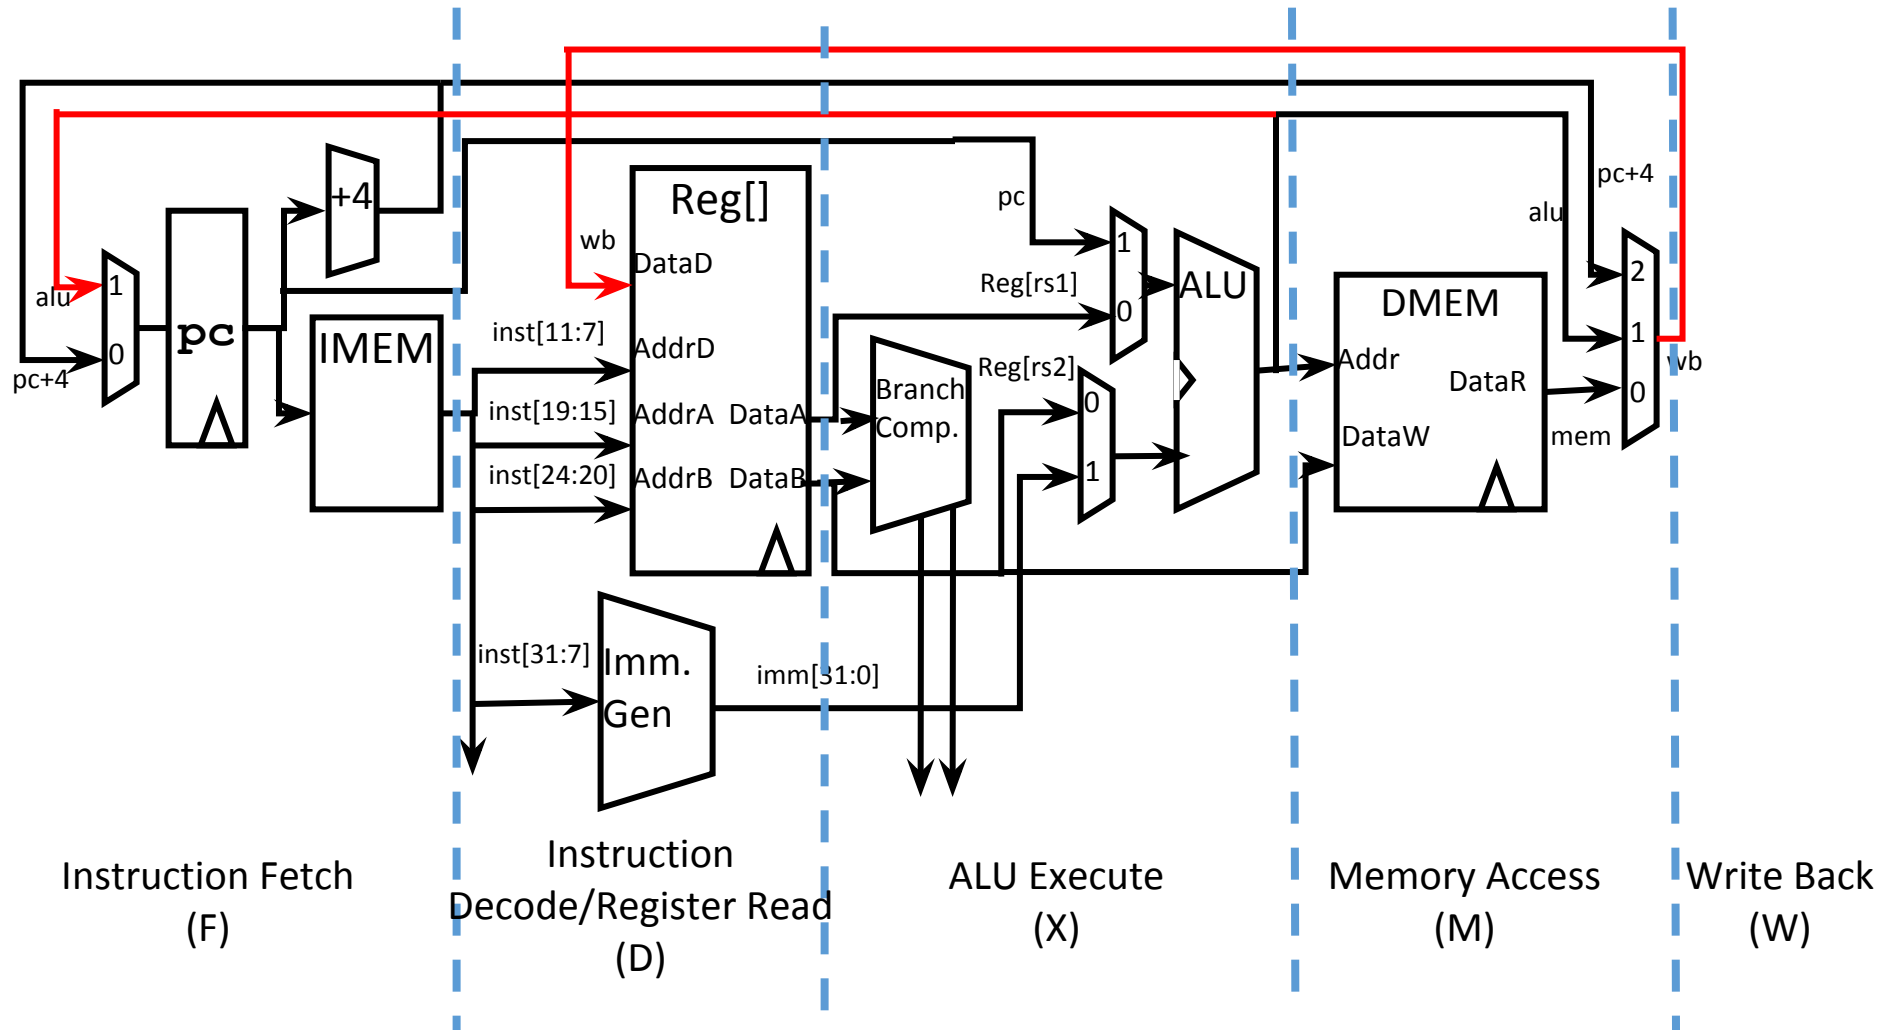 Reg[]
pc+4
+4
pc
alu
wb
DataD
1
2
ALU
Reg[rs1]
DMEM
alu
1
0
pc
IMEM
inst[11:7]
AddrD
0
1
pc+4
Addr
wb
Reg[rs2]
Branch
Comp.
DataR
0
0
inst[19:15]
AddrA
DataA
DataW
mem
inst[24:20]
AddrB
DataB
1
inst[31:7]
Imm.
Gen
imm[31:0]
Instruction Fetch
(F)
Instruction
Decode/Register Read
(D)
ALU Execute
(X)
Memory Access
(M)
Write Back
(W)